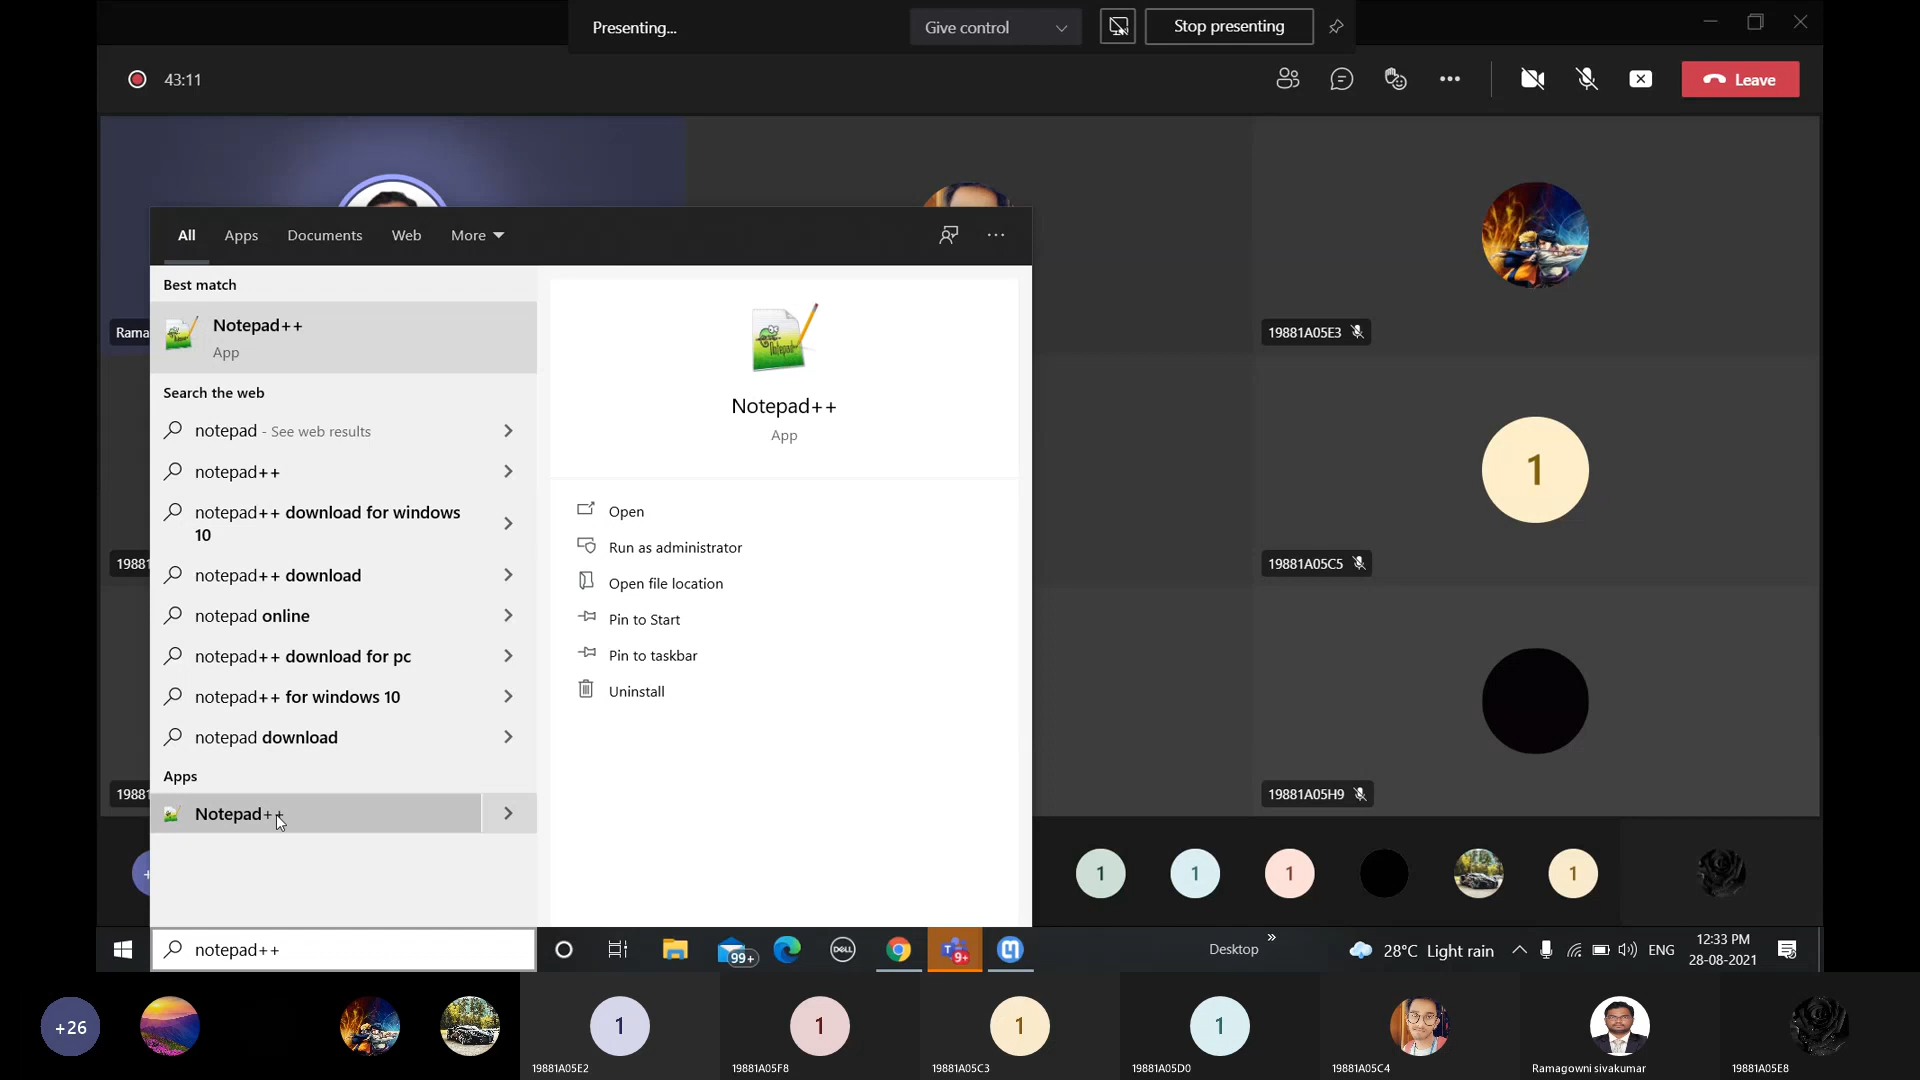 Presenting...
Give control
Stop presenting
43:11
Leave
All
Apps
Documents
Web
More
Best match
Notepad++
App
Search the web
notepad - See web results
notepad++
notepad++ download for windows
10
notepad++ download
notepad online
notepad++ download for pc
notepad++ for windows 10
notepad download
Apps
Notepad++
Notepad++
App
Open
Run as administrator
Open file location
Pin to Start
Pin to taskbar
Uninstall
Rama
1988
1988
19881A05E3
1
19881A05C5
19881A05H9
+
1
1
1
1
notepad++
99+
DELL
T
9+
Desktop
28°C Light rain
ENG
12:33 PM
28-08-2021
+26
1
1
1
1
19881A05E2
19881A05F8
19881A05C3
19881A05D0
19881A05C4
Ramagowni sivakumar
19881A05E8